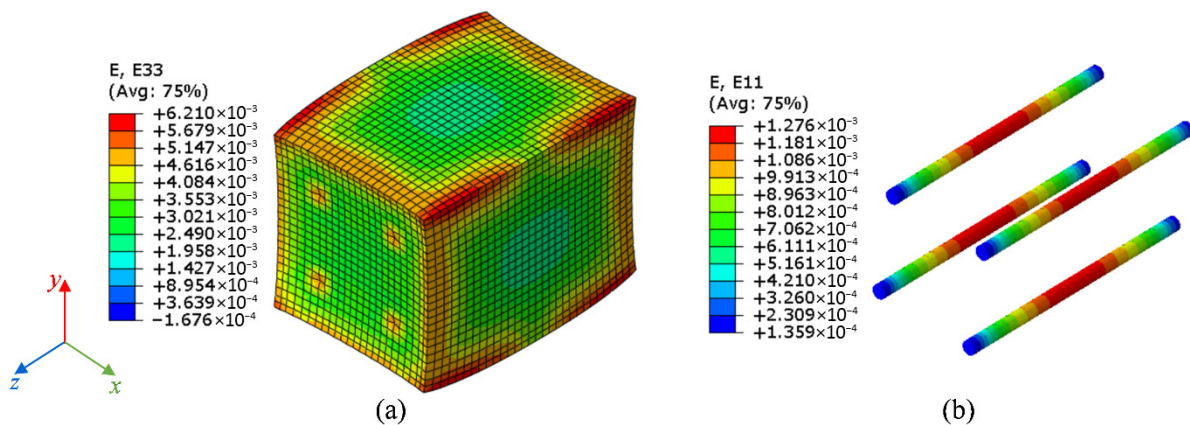 E, E33
(Avg: 75%)
+6.210×10⁻³
+5.679×10⁻³
+5.147×10⁻³
+4.616×10⁻³
+4.084×10⁻³
+3.553×10⁻³
+3.021×10⁻³
+2.490×10⁻³
+1.958×10⁻³
+1.427×10⁻³
+8.954×10⁻⁴
+3.639×10⁻⁴
−1.676×10⁻⁴
y
z
x
(a)
E, E11
(Avg: 75%)
+1.276×10⁻³
+1.181×10⁻³
+1.086×10⁻³
+9.913×10⁻⁴
+8.963×10⁻⁴
+8.012×10⁻⁴
+7.062×10⁻⁴
+6.111×10⁻⁴
+5.161×10⁻⁴
+4.210×10⁻⁴
+3.260×10⁻⁴
+2.309×10⁻⁴
+1.359×10⁻⁴
(b)